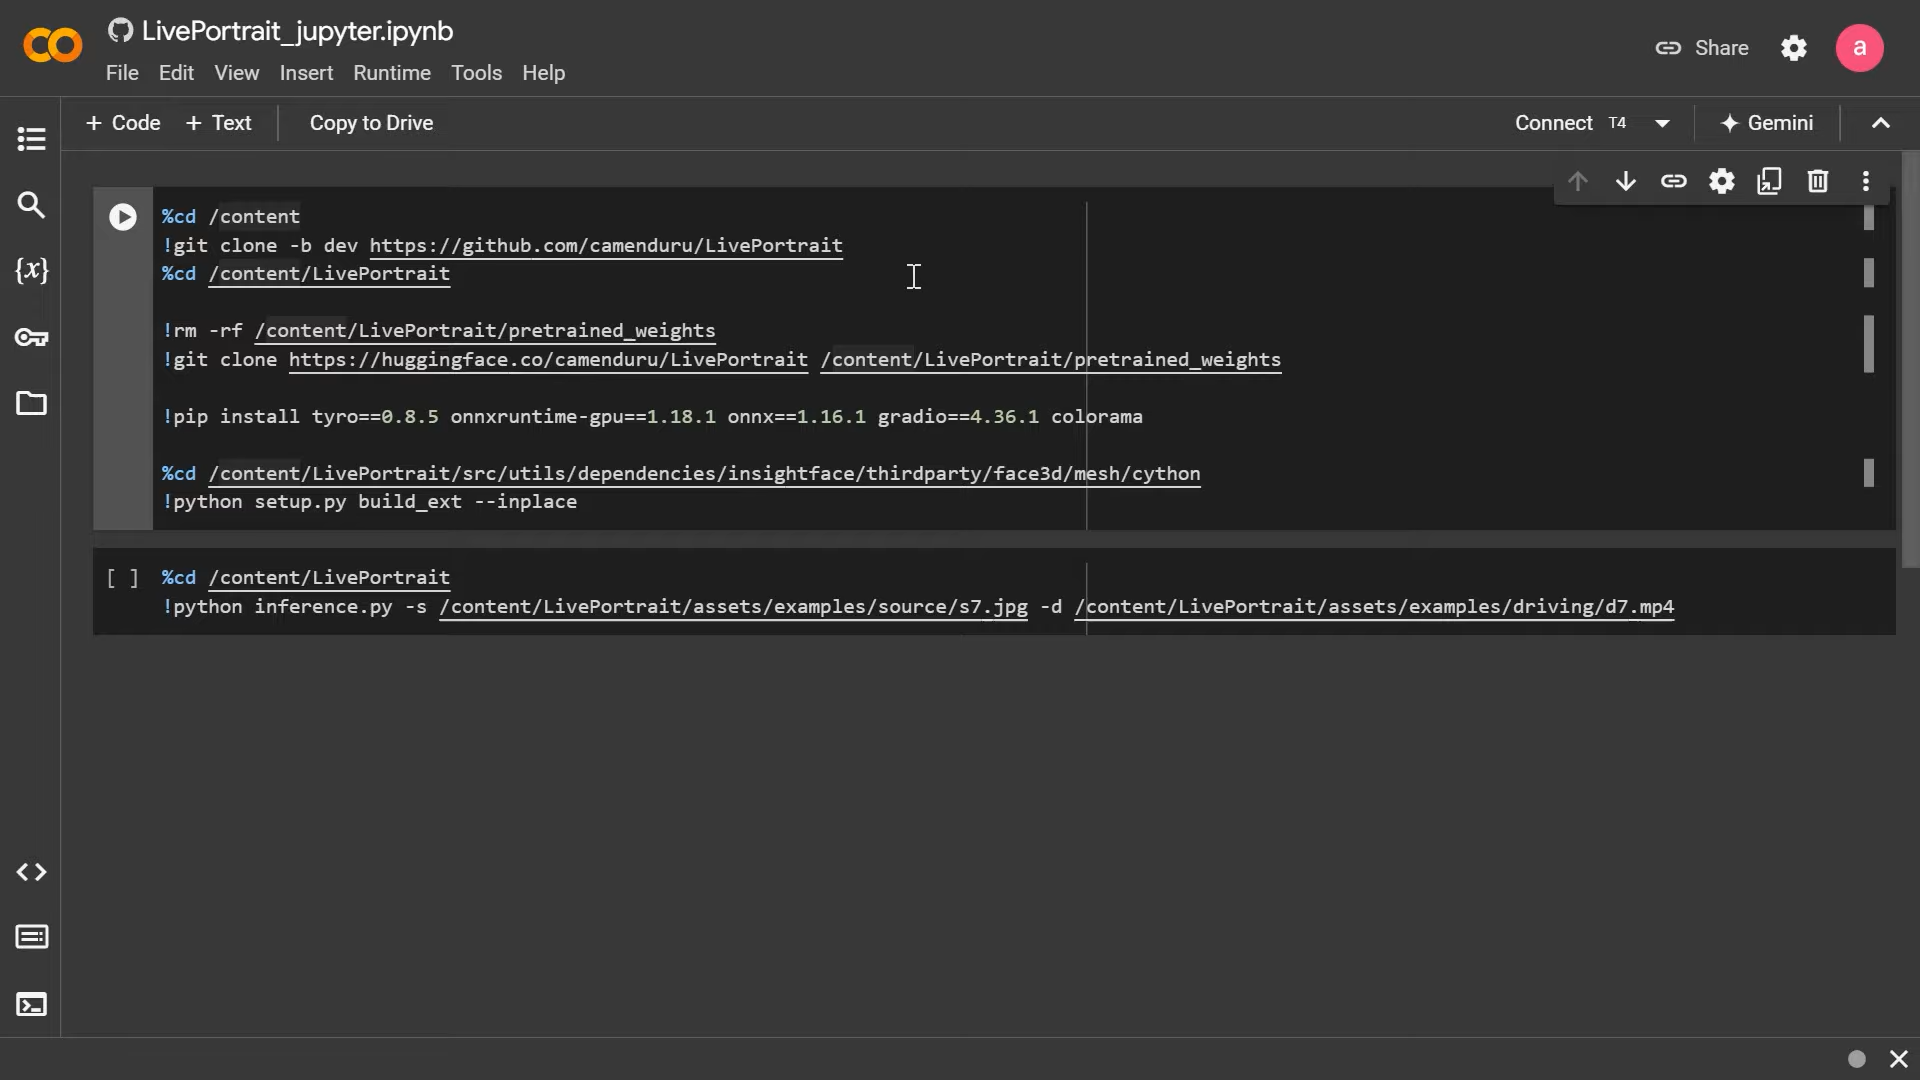 LivePortrait_jupyter.ipynb
File Edit View Insert Runtime Tools Help
Share
a
+ Code + Text Copy to Drive
Connect T4 Gemini
%cd /content
!git clone -b dev https://github.com/camenduru/LivePortrait
%cd /content/LivePortrait
!rm -rf /content/LivePortrait/pretrained_weights
!git clone https://huggingface.co/camenduru/LivePortrait /content/LivePortrait/pretrained_weights
!pip install tyro==0.8.5 onnxruntime-gpu==1.18.1 onnx==1.16.1 gradio==4.36.1 colorama
%cd /content/LivePortrait/src/utils/dependencies/insightface/thirdparty/face3d/mesh/cython
!python setup.py build_ext --inplace
[ ] %cd /content/LivePortrait
!python inference.py -s /content/LivePortrait/assets/examples/source/s7.jpg -d /content/LivePortrait/assets/examples/driving/d7.mp4